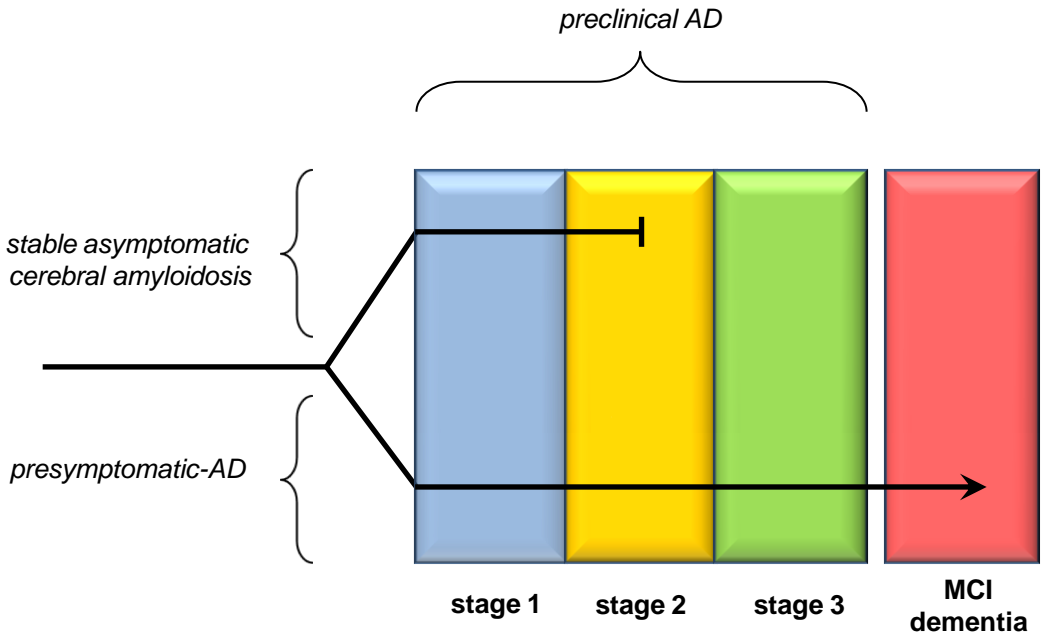 preclinical AD
stable asymptomatic
cerebral amyloidosis
presymptomatic-AD
stage 1
stage 2
stage 3
MCI
dementia